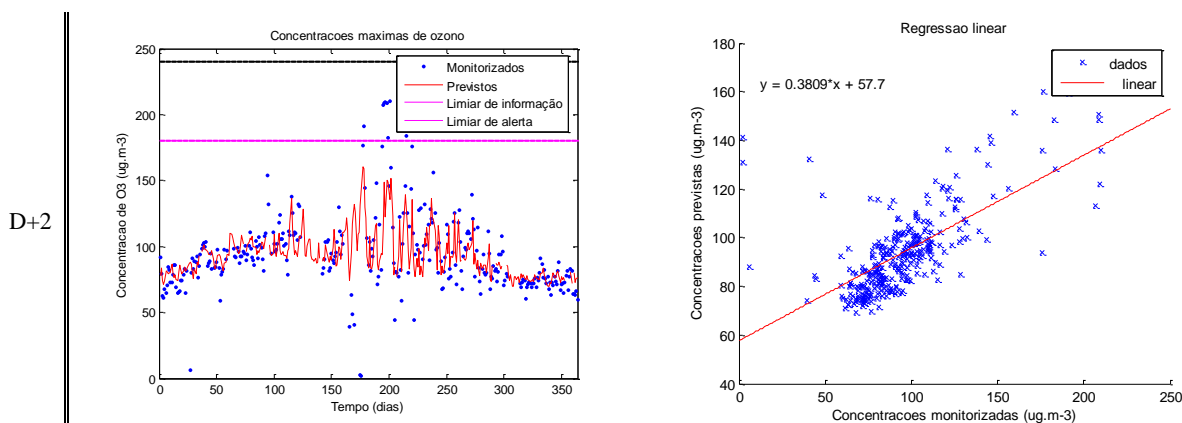 D+2
Concentracoes maximas de ozono
Concentracao de O3 (ug.m-3)
250
200
150
100
50
0
0 50 100 150 200 250 300 350
Tempo (dias)
Monitorizados
Previstos
Limiar de informação
Limiar de alerta
Regressao linear
Concentracoes previstas (ug.m-3)
180
160
140
120
100
80
60
40
0 50 100 150 200 250
Concentracoes monitorizadas (ug.m-3)
y = 0.3809*x + 57.7
dados
linear